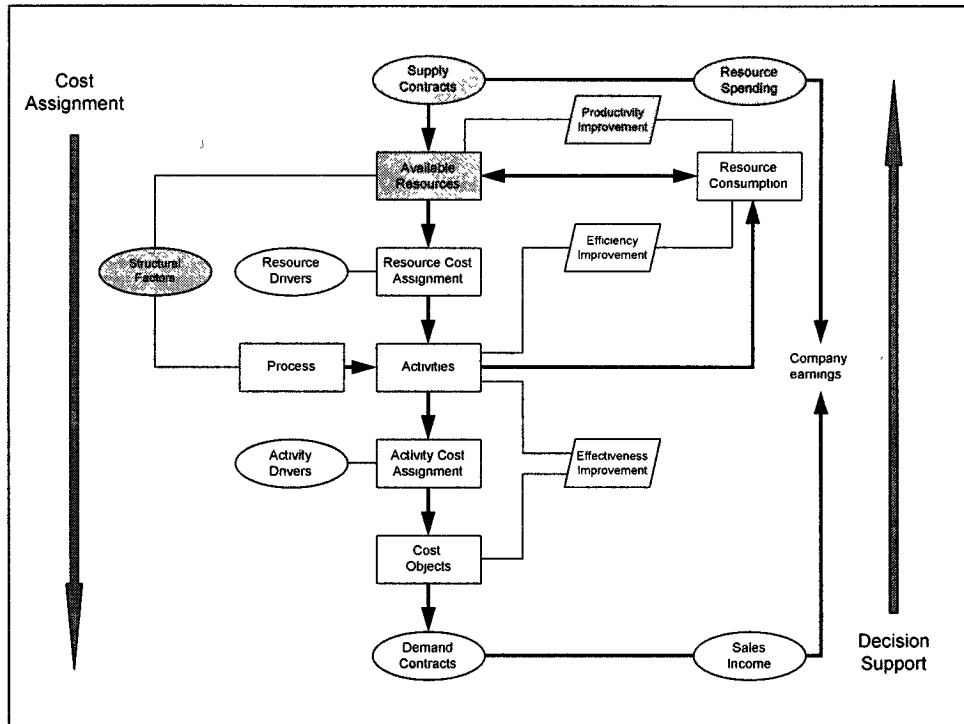 Cost
Assignment
Supply
Contracts
Resource
Spending
Productivity
Improvement
Available
Resources
Resource
Consumption
Structural
Factors
Resource
Drivers
Resource Cost
Assignment
Efficiency
Improvement
Process
Activities
Company
earnings
Activity
Drivers
Activity Cost
Assignment
Effectiveness
Improvement
Cost
Objects
Demand
Contracts
Sales
Income
Decision
Support